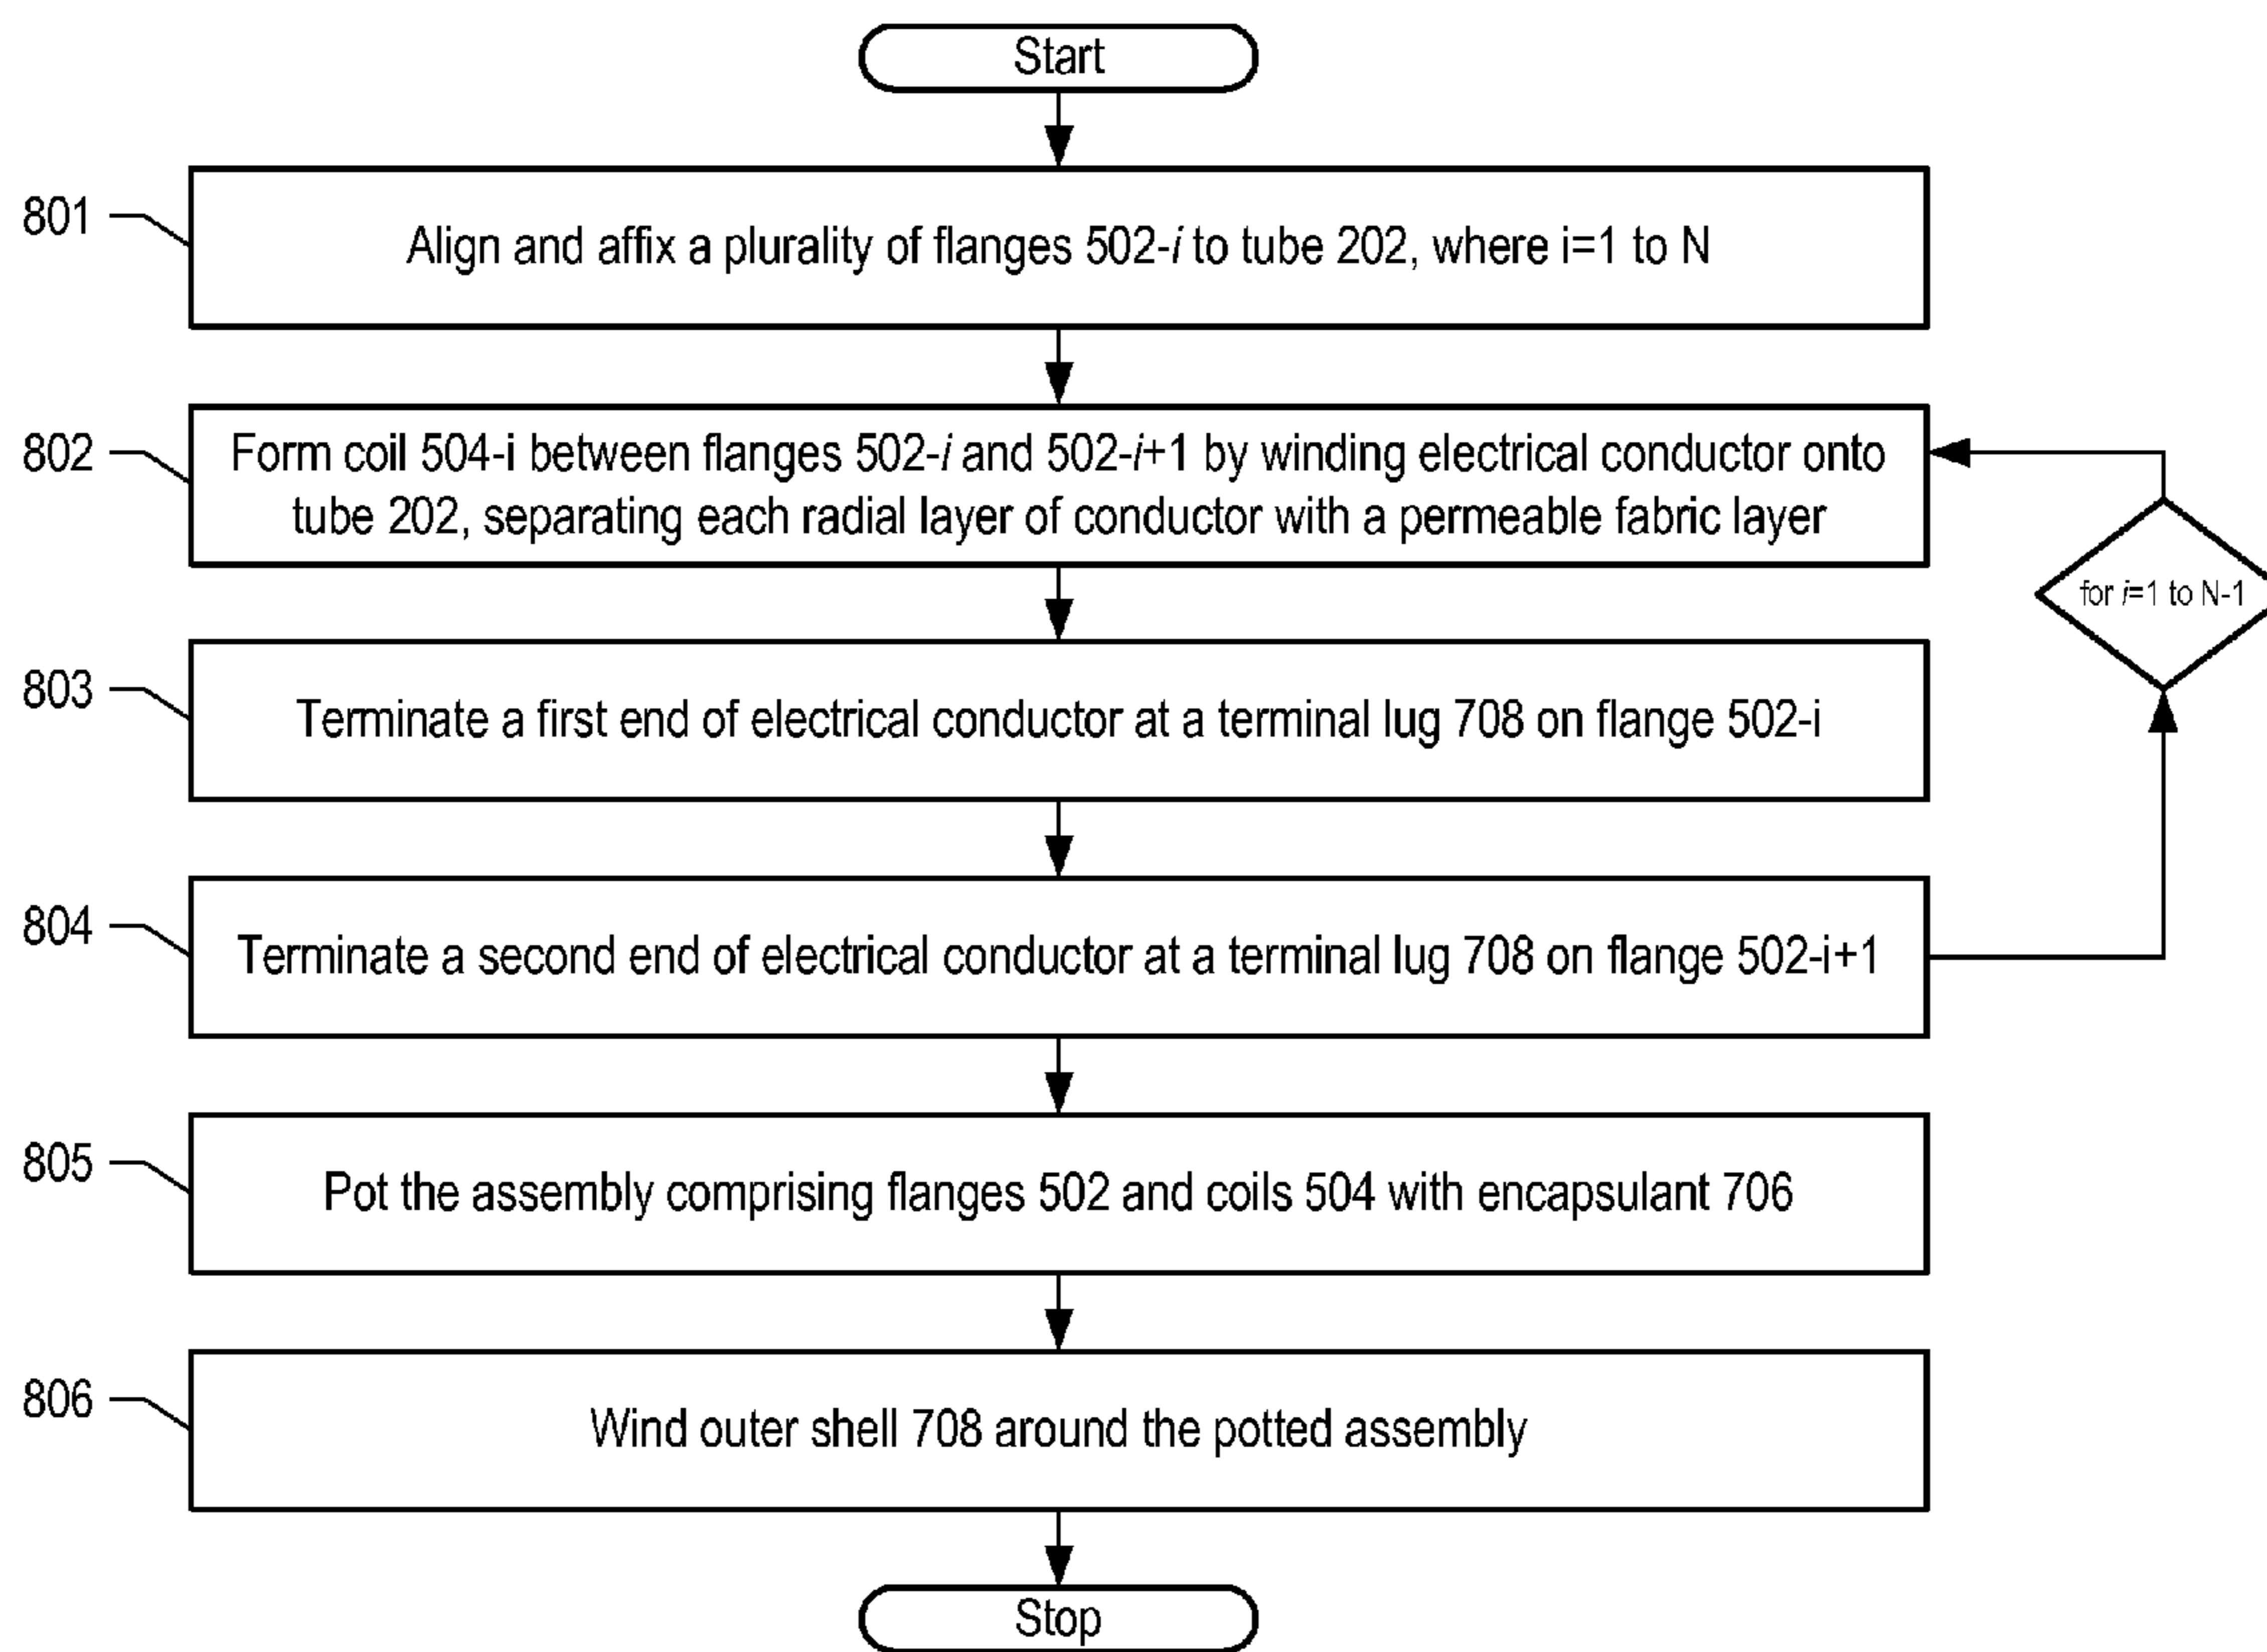 Start
801
Align and affix a plurality of flanges 502-i to tube 202, where i=1 to N
802
Form coil 504-i between flanges 502-i and 502-i+1 by winding electrical conductor onto
tube 202, separating each radial layer of conductor with a permeable fabric layer
for i=1 to N-1
803
Terminate a first end of electrical conductor at a terminal lug 708 on flange 502-i
804
Terminate a second end of electrical conductor at a terminal lug 708 on flange 502-i+1
805
Pot the assembly comprising flanges 502 and coils 504 with encapsulant 706
806
Wind outer shell 708 around the potted assembly
Stop